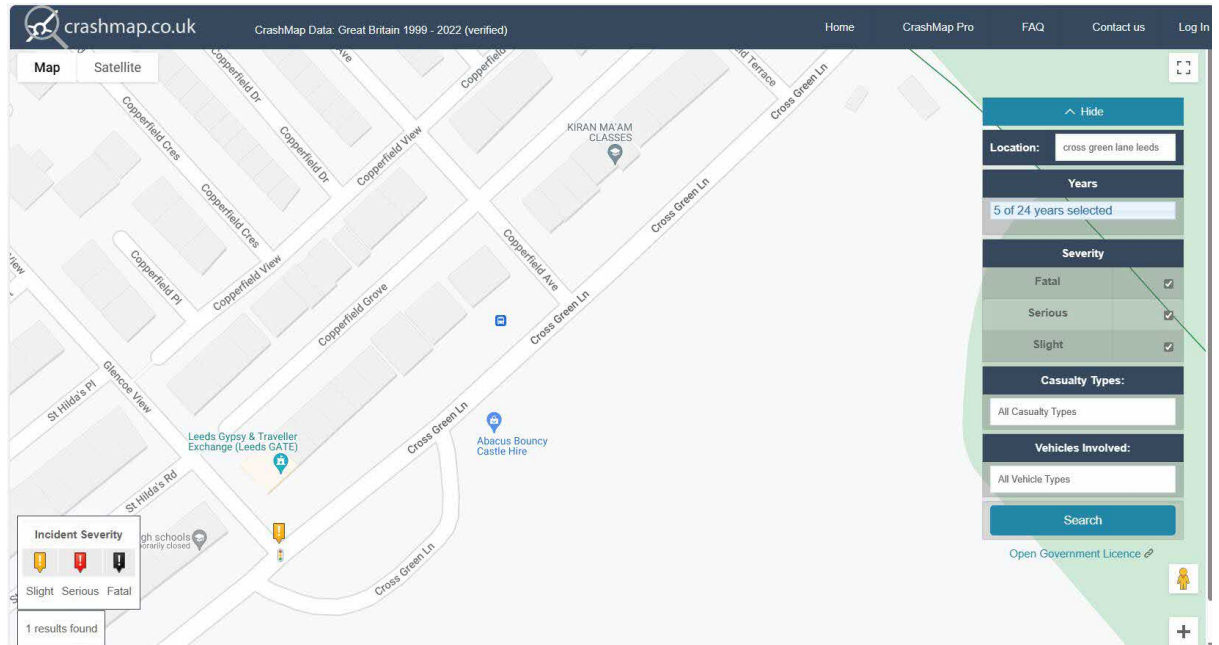 crashmap.co.uk
CrashMap Data: Great Britain 1999 - 2022 (verified)
Home
CrashMap Pro
FAQ
Contact us
Log In
Map
Satellite
Copperfield Dr
Ave
Copperfield
Terrace
Cross Green Ln
Copperfield Cres
Copperfield Dr
Copperfield View
KIRAN MA'AM
CLASSES
Copperfield Cres
Cross Green Ln
Copperfield Pl
Copperfield View
Copperfield Ave
Copperfield Grove
Cross Green Ln
Glencoe View
St Hilda's Pl
Cross Green Ln
Leeds Gypsy & Traveller
Exchange (Leeds GATE)
Abacus Bouncy
Castle Hire
St Hilda's Rd
gh schools
orarily closed
Cross Green Ln
Incident Severity
Slight
Serious
Fatal
1 results found
Hide
Location:
cross green lane leeds
Years
5 of 24 years selected
Severity
Fatal
Serious
Slight
Casualty Types:
All Casualty Types
Vehicles Involved:
All Vehicle Types
Search
Open Government Licence